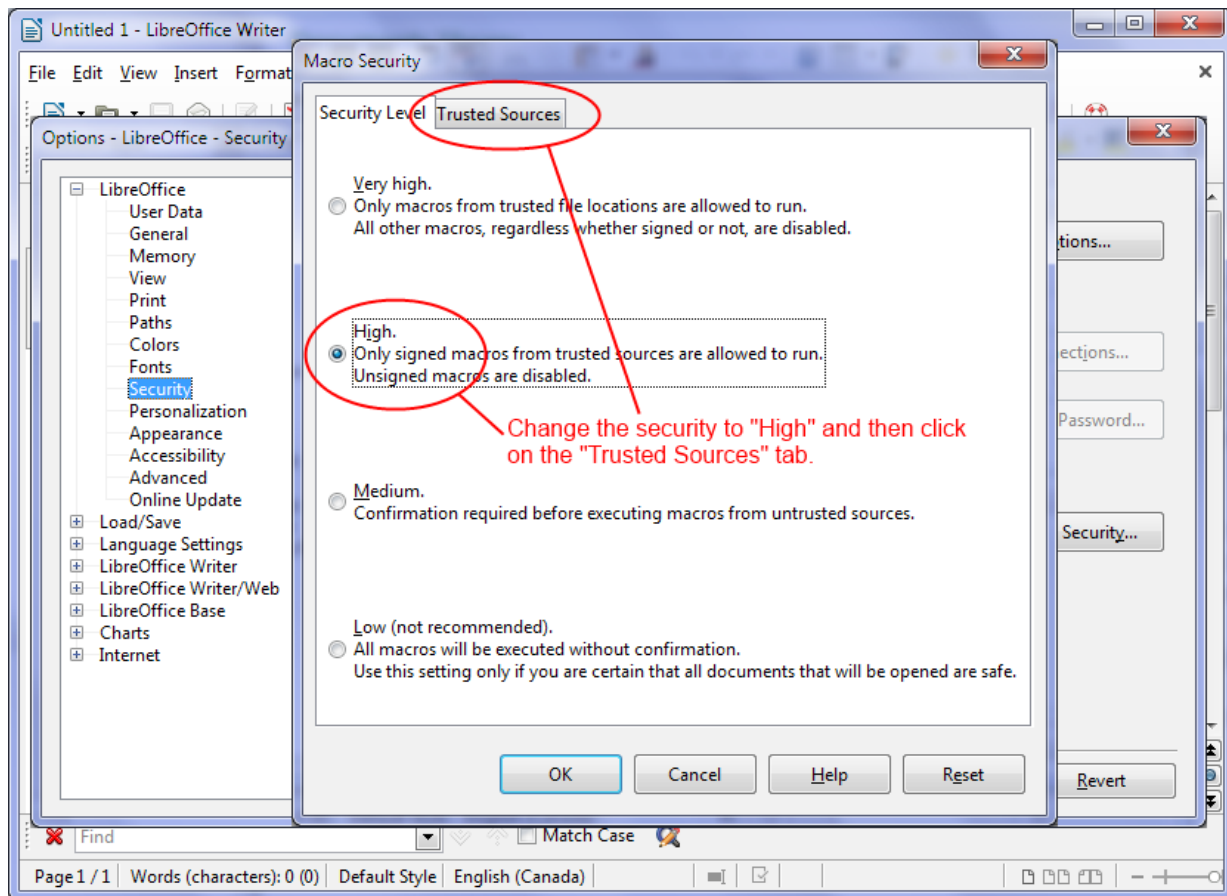 Untitled 1 - LibreOffice Writer
File Edit View Insert Format
Options - LibreOffice - Security
LibreOffice
User Data
General
Memory
View
Print
Paths
Colors
Fonts
Security
Personalization
Appearance
Accessibility
Advanced
Online Update
Load/Save
Language Settings
LibreOffice Writer
LibreOffice Writer/Web
LibreOffice Base
Charts
Internet
Macro Security
Security Level Trusted Sources
Very high.
Only macros from trusted file locations are allowed to run.
All other macros, regardless whether signed or not, are disabled.
High.
Only signed macros from trusted sources are allowed to run.
Unsigned macros are disabled.
Change the security to "High" and then click
on the "Trusted Sources" tab.
Medium.
Confirmation required before executing macros from untrusted sources.
Low (not recommended).
All macros will be executed without confirmation.
Use this setting only if you are certain that all documents that will be opened are safe.
OK Cancel Help Reset
tions...
ections...
Password...
Security...
Revert
Find Match Case
Page 1 / 1 Words (characters): 0 (0) Default Style English (Canada)